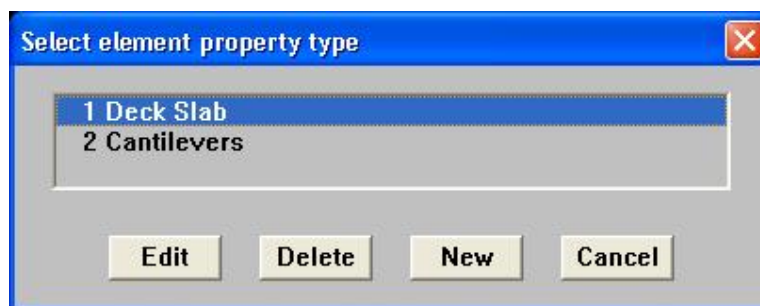 Select element property type
1 Deck Slab
2 Cantilevers
Edit Delete New Cancel